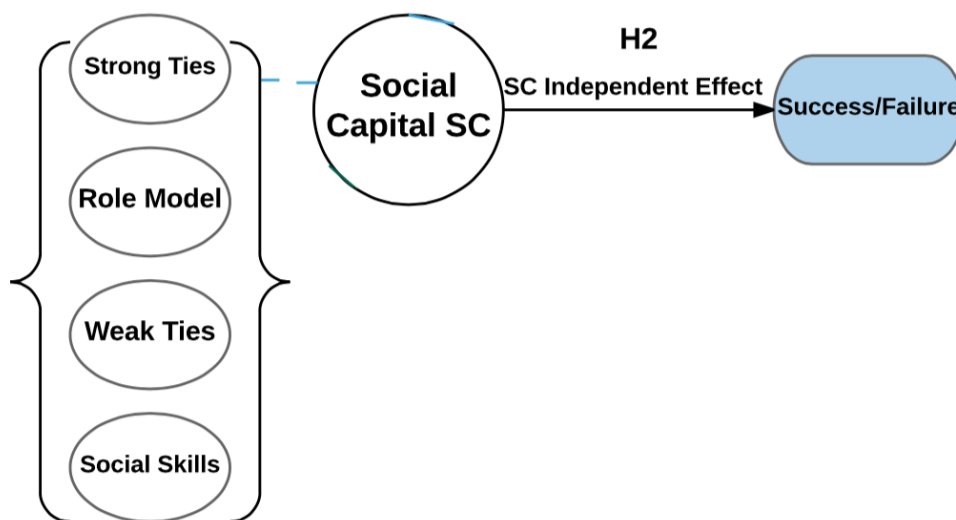 Strong Ties
Role Model
Weak Ties
Social Skills
Social
Capital SC
H2
SC Independent Effect
Success/Failure